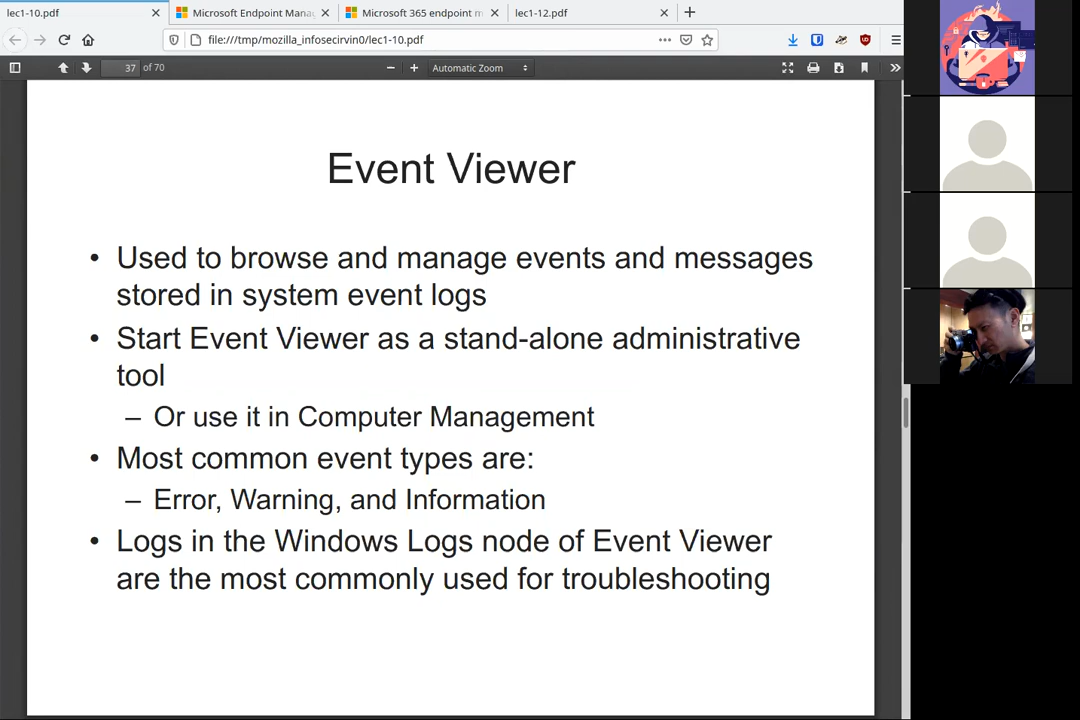 lec1-10.pdf
Microsoft Endpoint Mana
Microsoft 365 endpoint m
lec1-12.pdf
file:///tmp/mozilla_infosecirvin0/lec1-10.pdf
37 of 70
Automatic Zoom
Event Viewer
• Used to browse and manage events and messages
stored in system event logs
• Start Event Viewer as a stand-alone administrative
tool
– Or use it in Computer Management
• Most common event types are:
– Error, Warning, and Information
• Logs in the Windows Logs node of Event Viewer
are the most commonly used for troubleshooting